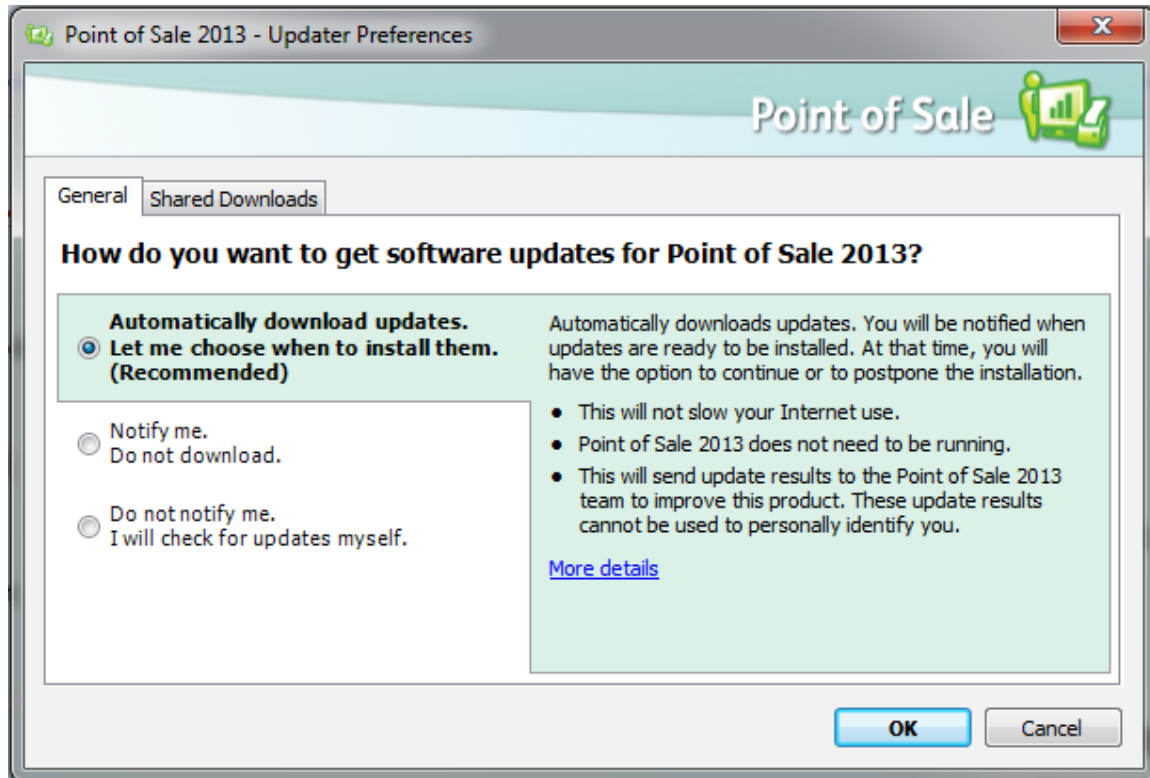 Point of Sale 2013 - Updater Preferences
Point of Sale
General
Shared Downloads
How do you want to get software updates for Point of Sale 2013?
Automatically download updates.
Let me choose when to install them.
(Recommended)
Notify me.
Do not download.
Do not notify me.
I will check for updates myself.
Automatically downloads updates. You will be notified when
updates are ready to be installed. At that time, you will
have the option to continue or to postpone the installation.
• This will not slow your Internet use.
• Point of Sale 2013 does not need to be running.
• This will send update results to the Point of Sale 2013
team to improve this product. These update results
cannot be used to personally identify you.
More details
OK
Cancel